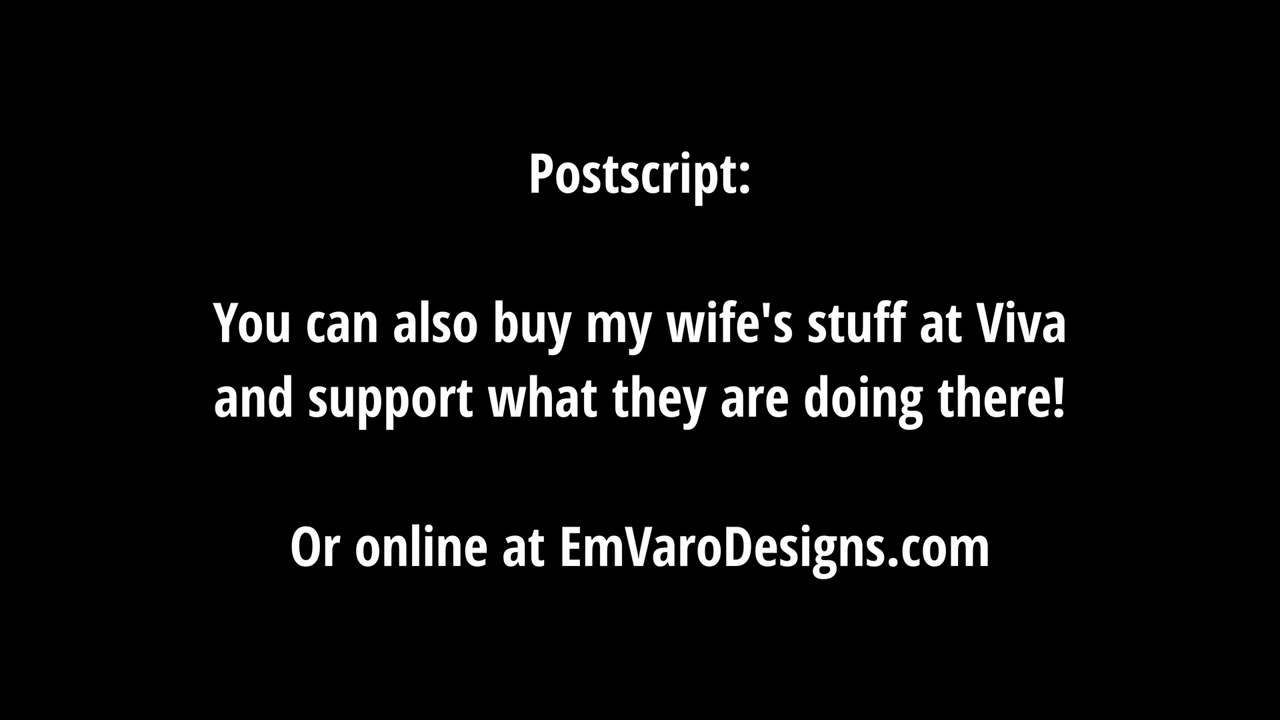 Postscript:
You can also buy my wife's stuff at Viva
and support what they are doing there!
Or online at EmVaroDesigns.com